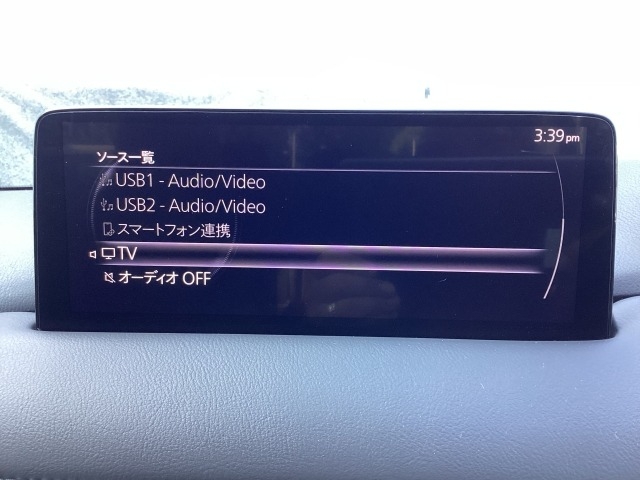 3:39pm
ソース一覧
USB1 - Audio/Video
USB2 - Audio/Video
スマートフォン連携
TV
オーディオ OFF